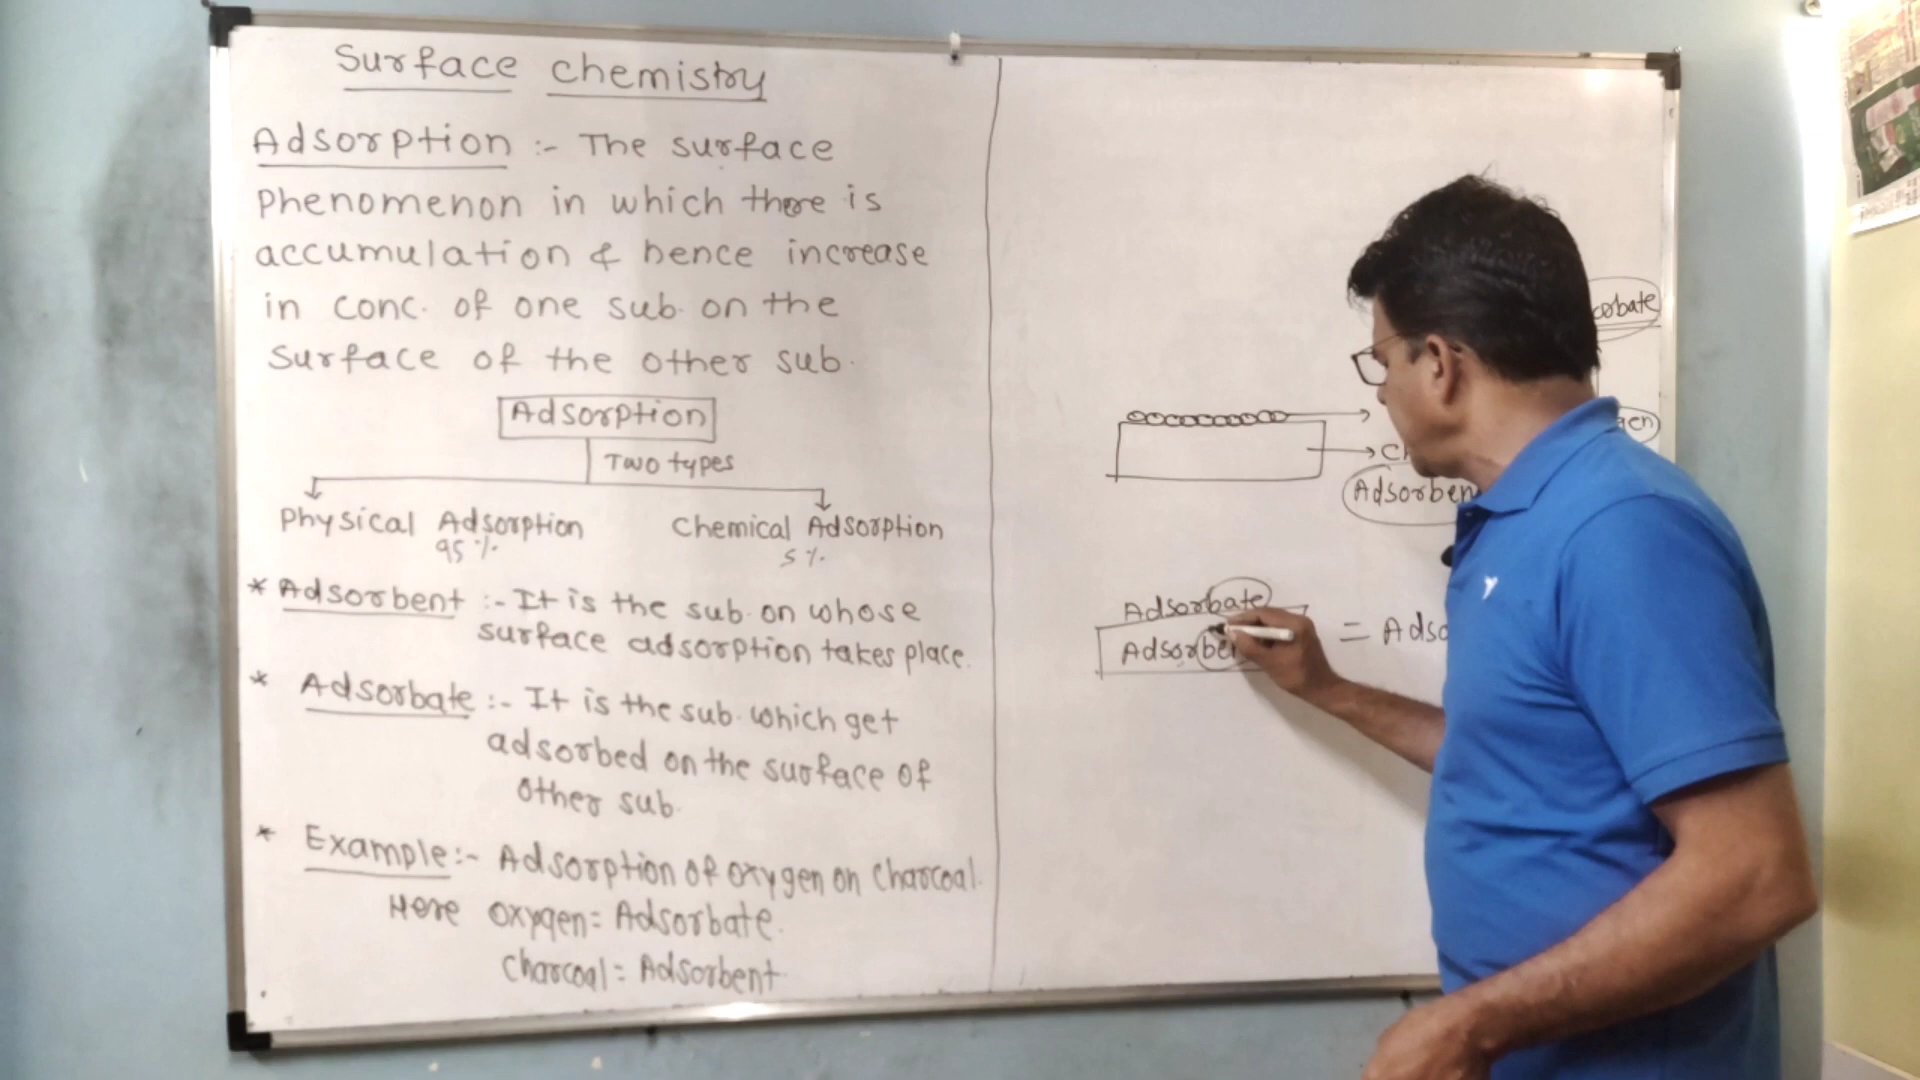 Surface chemistry
Adsorption :- The surface
phenomenon in which there is
accumulation & hence increase
in conc. of one sub. on the
surface of the other sub.
Adsorption
Two types
Physical Adsorption
95 %
Chemical Adsorption
5 %
* Adsorbent :- It is the sub. on whose
surface adsorption takes place.
* Adsorbate :- It is the sub. which get
adsorbed on the surface of
other sub.
* Example :- Adsorption of oxygen on charcoal.
Here oxygen = Adsorbate.
charcoal = Adsorbent.
Adsorbate
= Adso